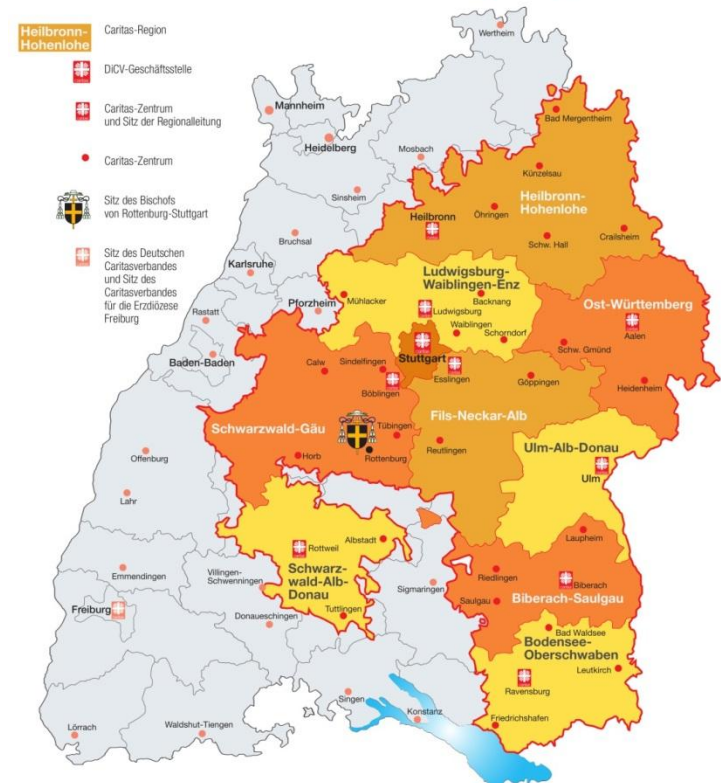 Heilbronn-
Hohenlohe
Caritas-Region
DiCV-Geschäftsstelle
Caritas-Zentrum
und Sitz der Regionalleitung
Caritas-Zentrum
Sitz des Bischofs
von Rottenburg-Stuttgart
Sitz des Deutschen
Caritasverbandes
und Sitz des
Caritasverbandes
für die Erzdiözese
Freiburg
Wertheim
Mannheim
Bad Mergentheim
Heidelberg
Mosbach
Künzelsau
Sinsheim
Heilbronn-
Hohenlohe
Öhringen
Heilbronn
Crailsheim
Schw. Hall
Bruchsal
Karlsruhe
Ludwigsburg-
Waiblingen-Enz
Mühlacker
Backnang
Pforzheim
Ludwigsburg
Ost-Württemberg
Rastatt
Waiblingen
Schorndorf
Aalen
Stuttgart
Schw. Gmünd
Baden-Baden
Calw
Sindelfingen
Esslingen
Göppingen
Heidenheim
Böblingen
Schwarzwald-Gäu
Tübingen
Fils-Neckar-Alb
Reutlingen
Rottenburg
Horb
Offenburg
Ulm-Alb-Donau
Ulm
Lahr
Albstadt
Laupheim
Rottweil
Emmendingen
Villingen-
Schwenningen
Schwarz-
wald-Alb-
Donau
Sigmaringen
Riedlingen
Biberach
Saulgau
Biberach-Saulgau
Freiburg
Tuttlingen
Donaueschingen
Bad Waldsee
Bodensee-
Oberschwaben
Leutkirch
Ravensburg
Singen
Konstanz
Friedrichshafen
Lörrach
Waldshut-Tiengen